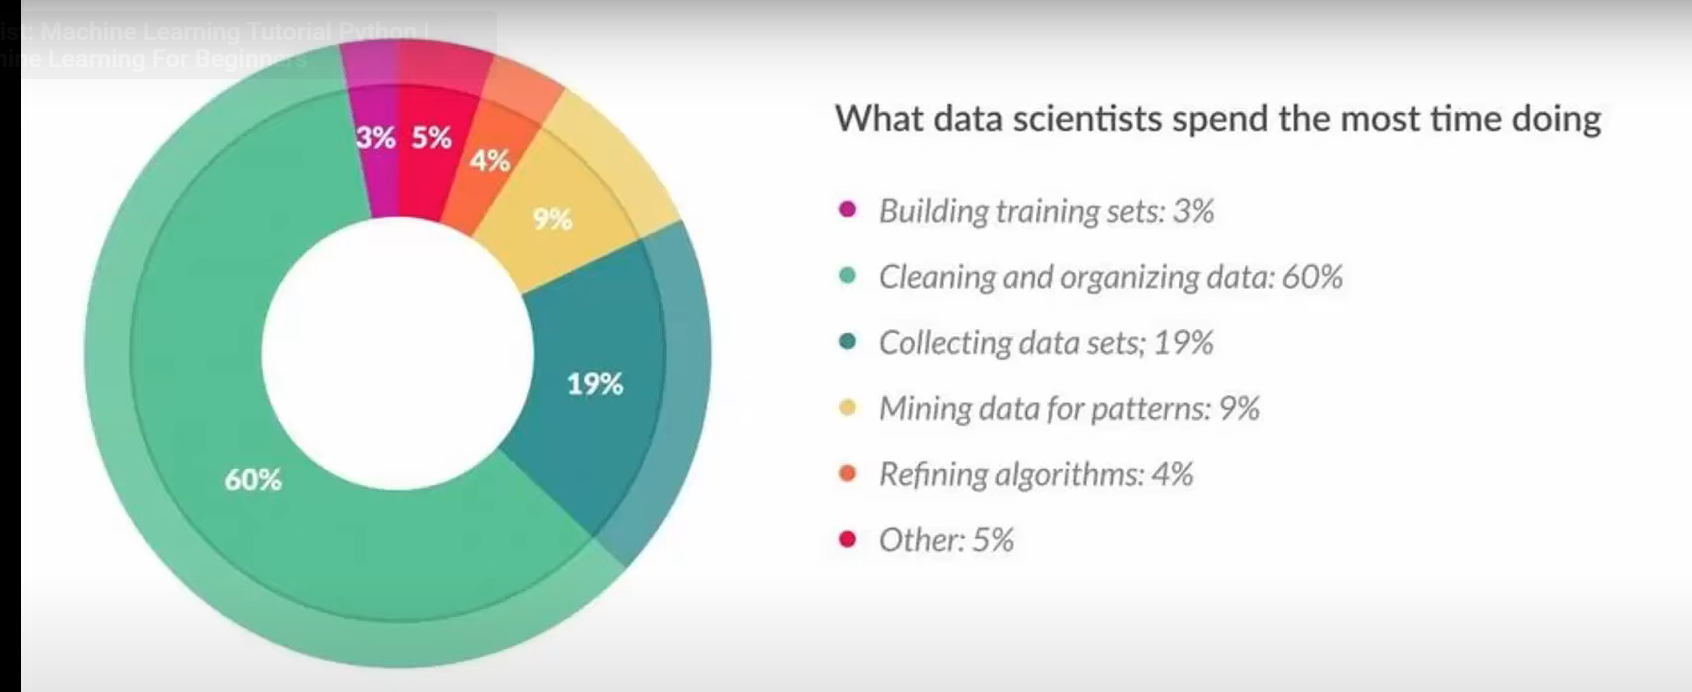 ist: Machine Learning Tutorial Python |
ine Learning For Beginners
3% 5%
4%
9%
19%
60%
What data scientists spend the most time doing
Building training sets: 3%
Cleaning and organizing data: 60%
Collecting data sets; 19%
Mining data for patterns: 9%
Refining algorithms: 4%
Other: 5%